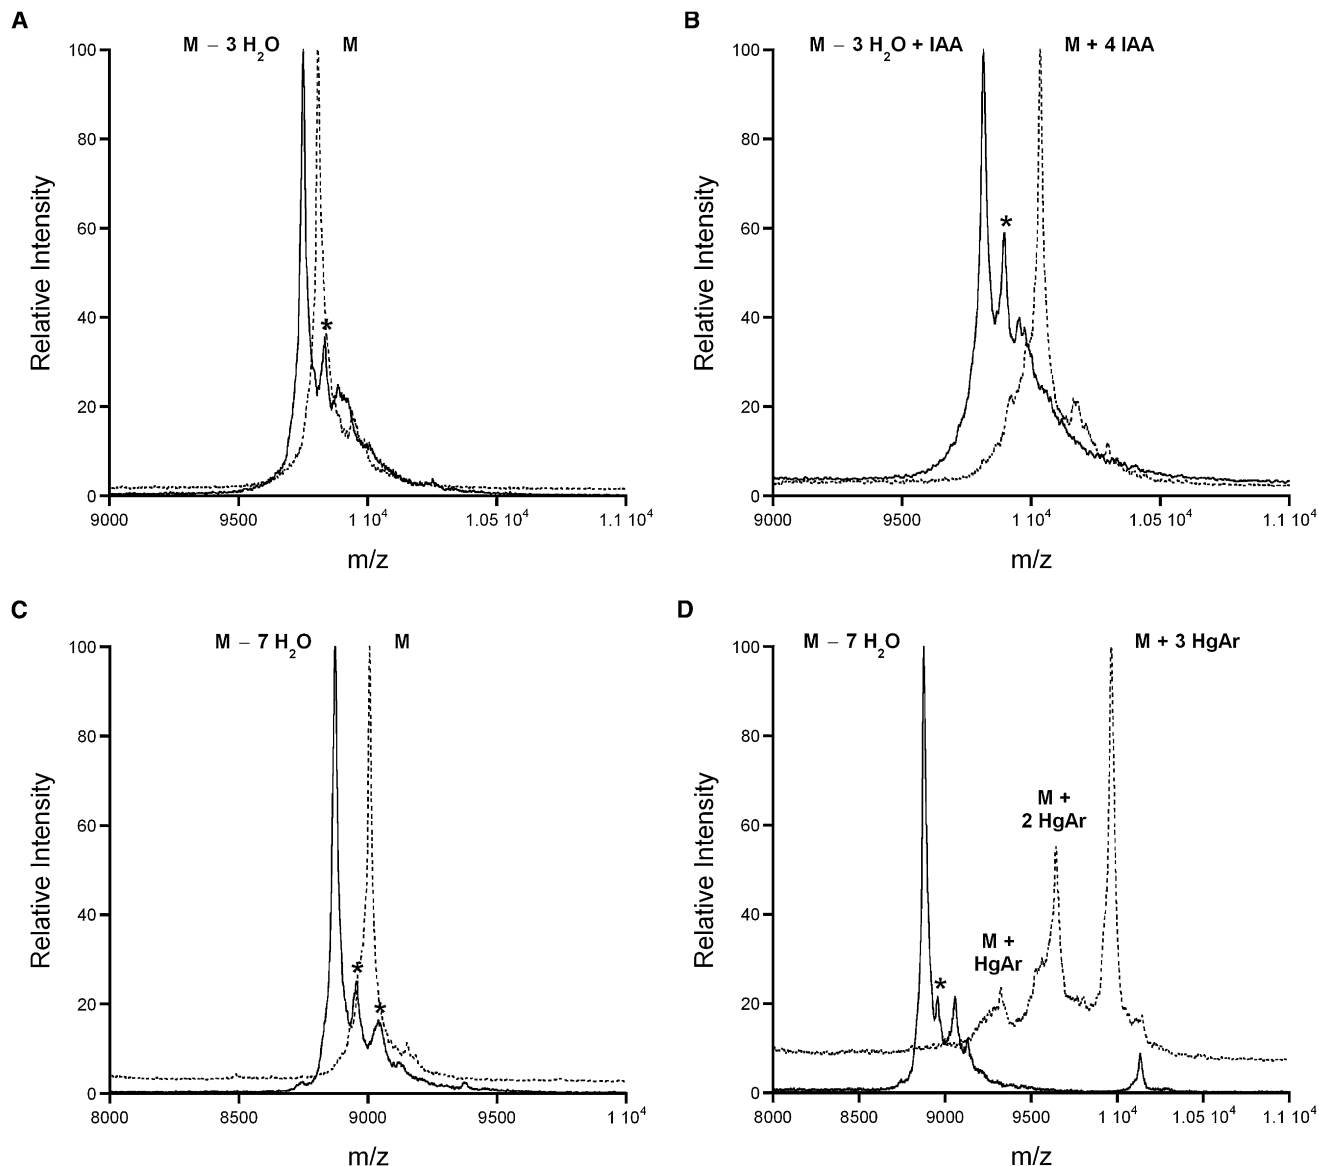 A
M – 3 H2O
M
100
80
60
40
20
0
Relative Intensity
*
9000
9500
1 10^4
1.05 10^4
1.1 10^4
m/z
B
M – 3 H2O + IAA
M + 4 IAA
100
80
60
40
20
0
Relative Intensity
*
9000
9500
1 10^4
1.05 10^4
1.1 10^4
m/z
C
M – 7 H2O
M
100
80
60
40
20
0
Relative Intensity
*
*
8000
8500
9000
9500
1 10^4
m/z
D
M – 7 H2O
M + 3 HgAr
M +
2 HgAr
M +
HgAr
100
80
60
40
20
0
Relative Intensity
*
8000
8500
9000
9500
1 10^4
1.05 10^4
1.1 10^4
m/z